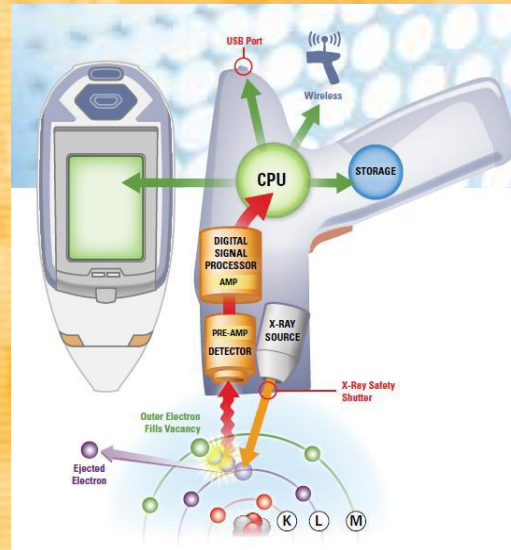 USB Port
Wireless
CPU
STORAGE
DIGITAL
SIGNAL
PROCESSOR
AMP
PRE-AMP
DETECTOR
X-RAY
SOURCE
X-Ray Safety
Shutter
Outer Electron
Fills Vacancy
Ejected
Electron
K
L
M